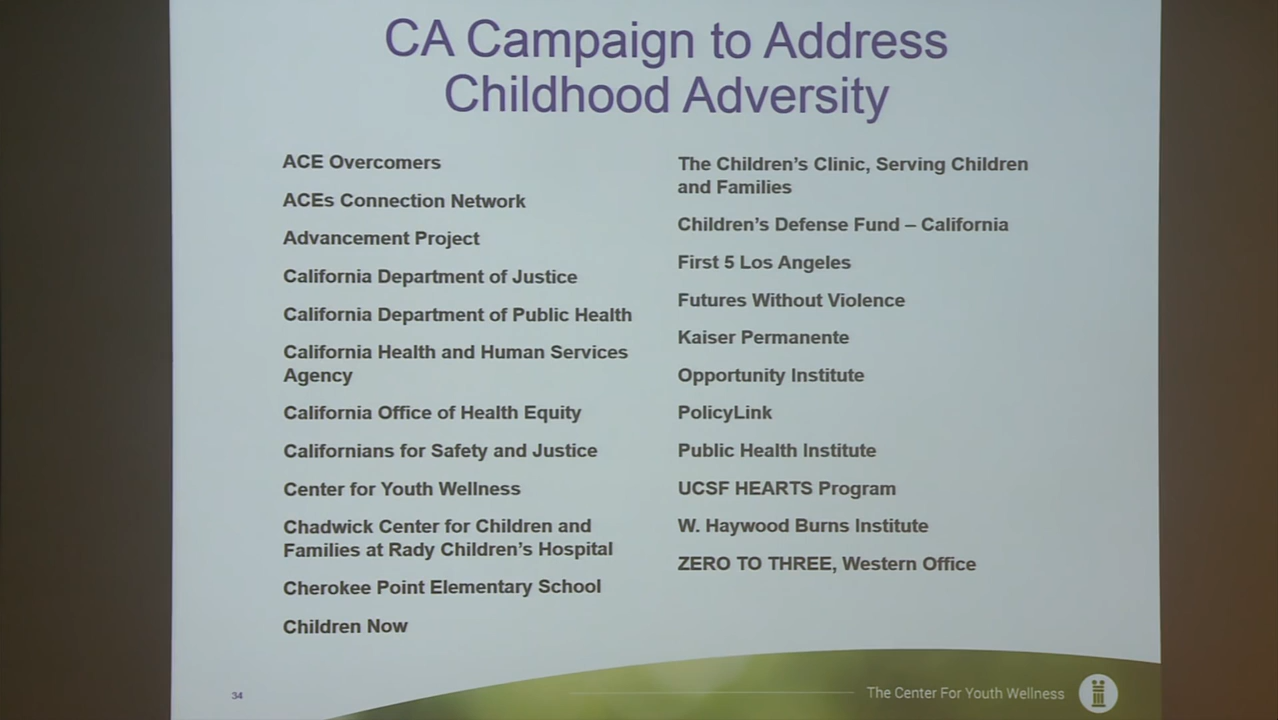 CA Campaign to Address
Childhood Adversity
ACE Overcomers
ACEs Connection Network
Advancement Project
California Department of Justice
California Department of Public Health
California Health and Human Services
Agency
California Office of Health Equity
Californians for Safety and Justice
Center for Youth Wellness
Chadwick Center for Children and
Families at Rady Children’s Hospital
Cherokee Point Elementary School
Children Now
The Children’s Clinic, Serving Children
and Families
Children’s Defense Fund – California
First 5 Los Angeles
Futures Without Violence
Kaiser Permanente
Opportunity Institute
PolicyLink
Public Health Institute
UCSF HEARTS Program
W. Haywood Burns Institute
ZERO TO THREE, Western Office
34
The Center For Youth Wellness